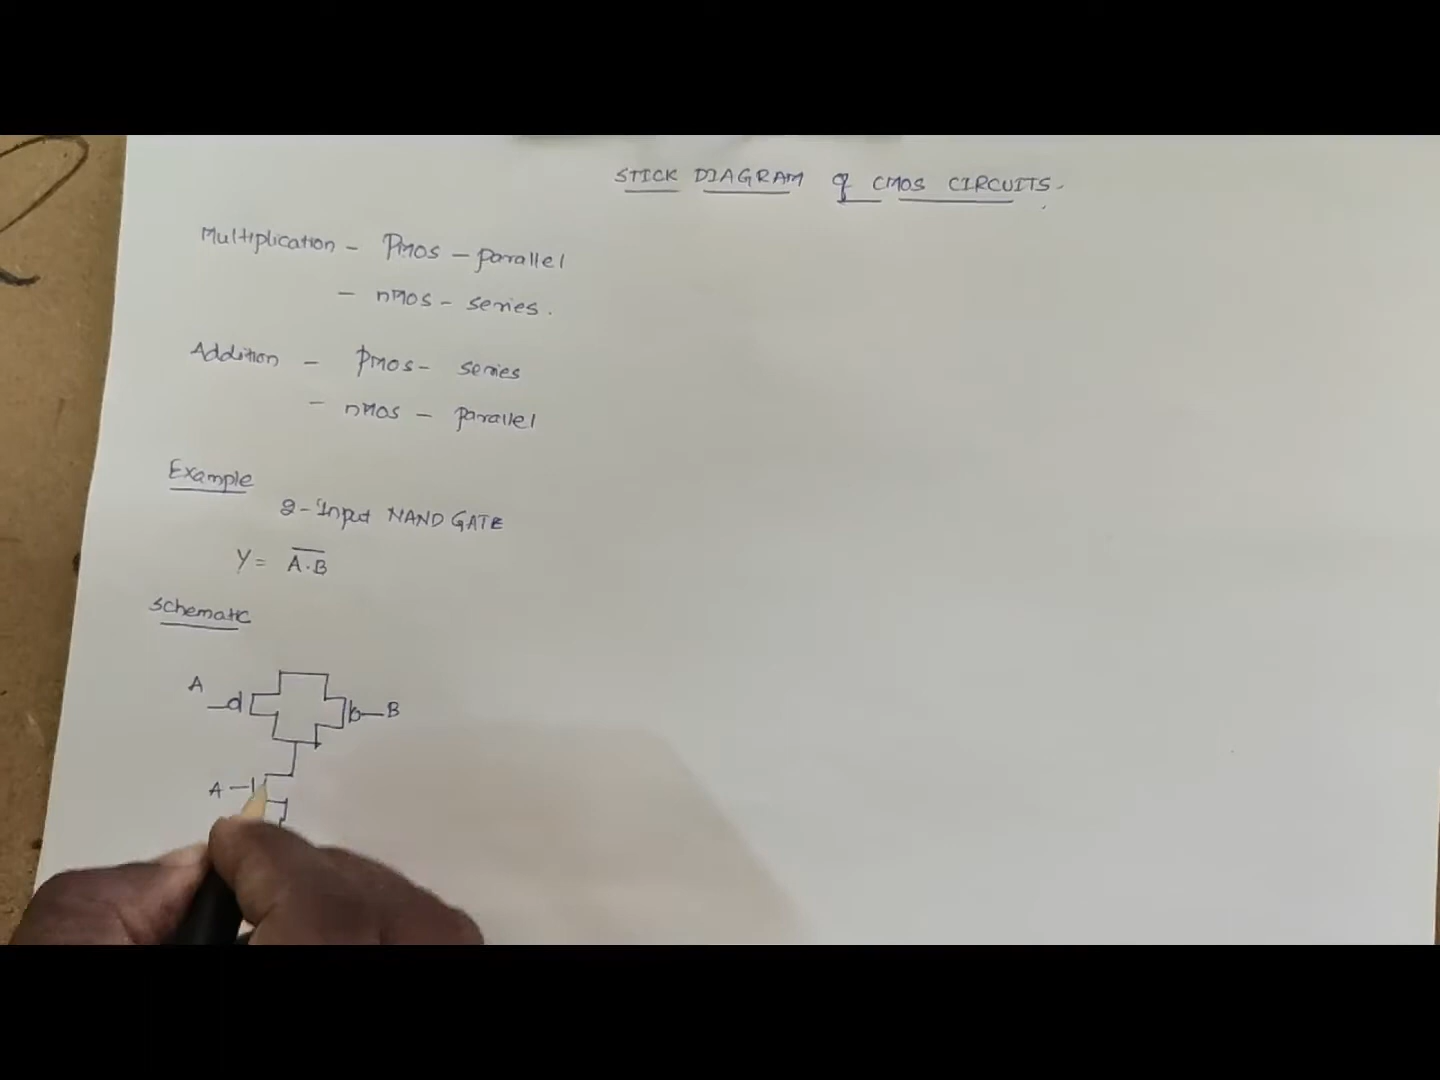 STICK DIAGRAM of CMOS CIRCUITS.
Multiplication - PMOS - parallel
- nMOS - series.
Addition - PMOS - series
- nMOS - parallel
Example
2-Input NAND GATE
Y = \overline{A.B}
Schematic
A
B
A